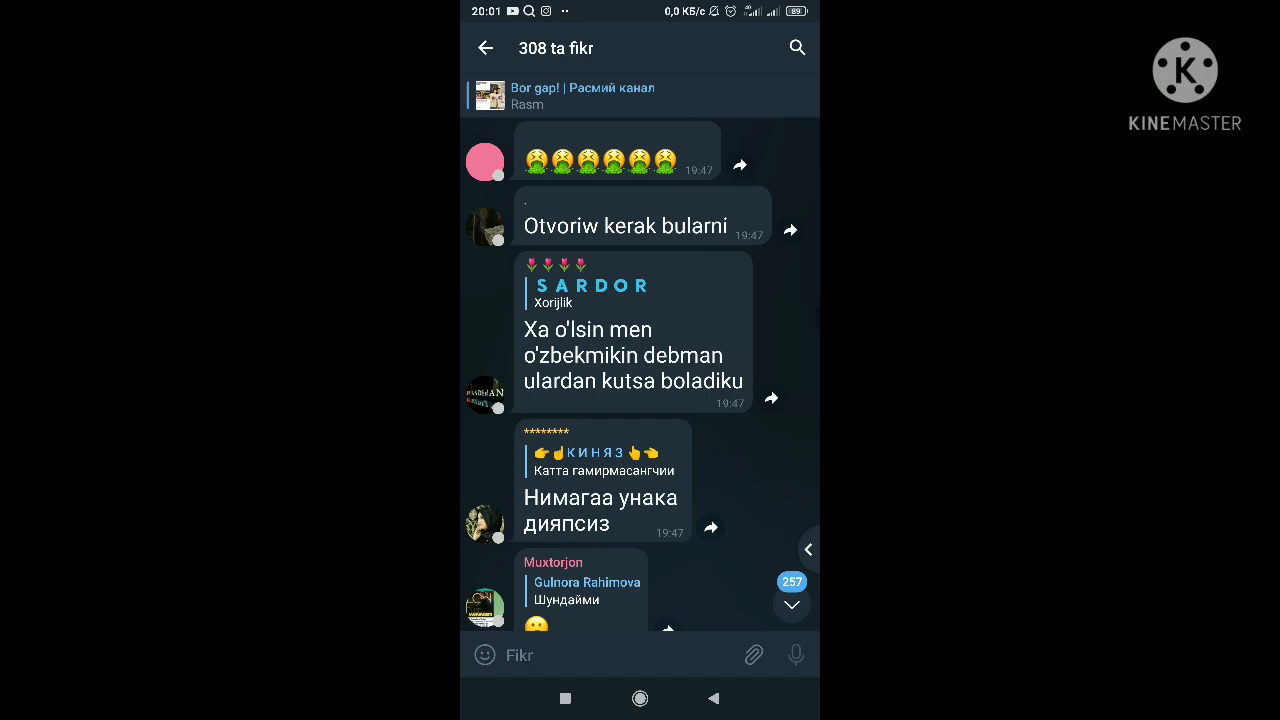 20:01
0,0 КБ/с
4G
89
308 ta fikr
Bor gap! | Расмий канал
Rasm
🤮🤮🤮🤮🤮🤮
19:47
.
Otvoriw kerak bularni
19:47
🌷🌷🌷🌷
S A R D O R
Xorijlik
Xa o'lsin men
o'zbekmikin debman
ulardan kutsa boladiku
19:47
********
👉☝К И Н Я З 👆👈
Катта гамирмасангчии
Нимагаа унака
дияпсиз
19:47
Muxtorjon
Gulnora Rahimova
Шундайми
257
Fikr
K
KINEMASTER